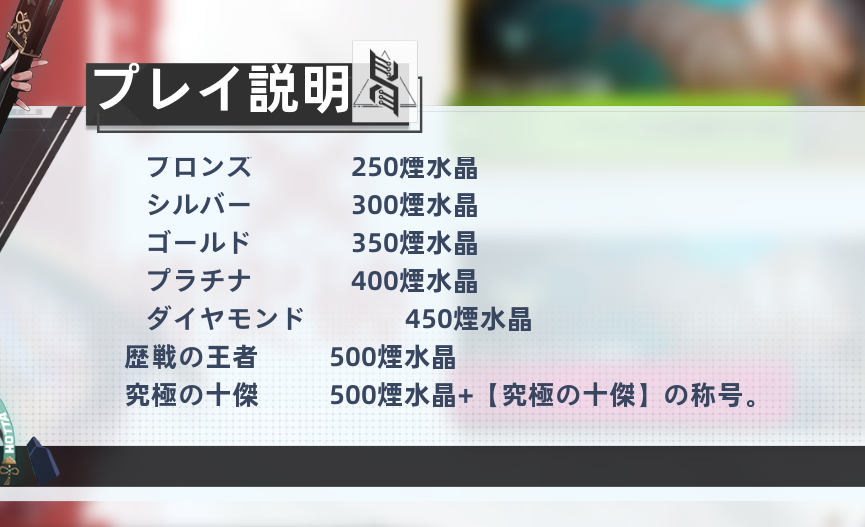 プレイ説明
ブロンズ 250煙水晶
シルバー 300煙水晶
ゴールド 350煙水晶
プラチナ 400煙水晶
ダイヤモンド 450煙水晶
歴戦の王者 500煙水晶
究極の十傑 500煙水晶+【究極の十傑】の称号。
HOTTA